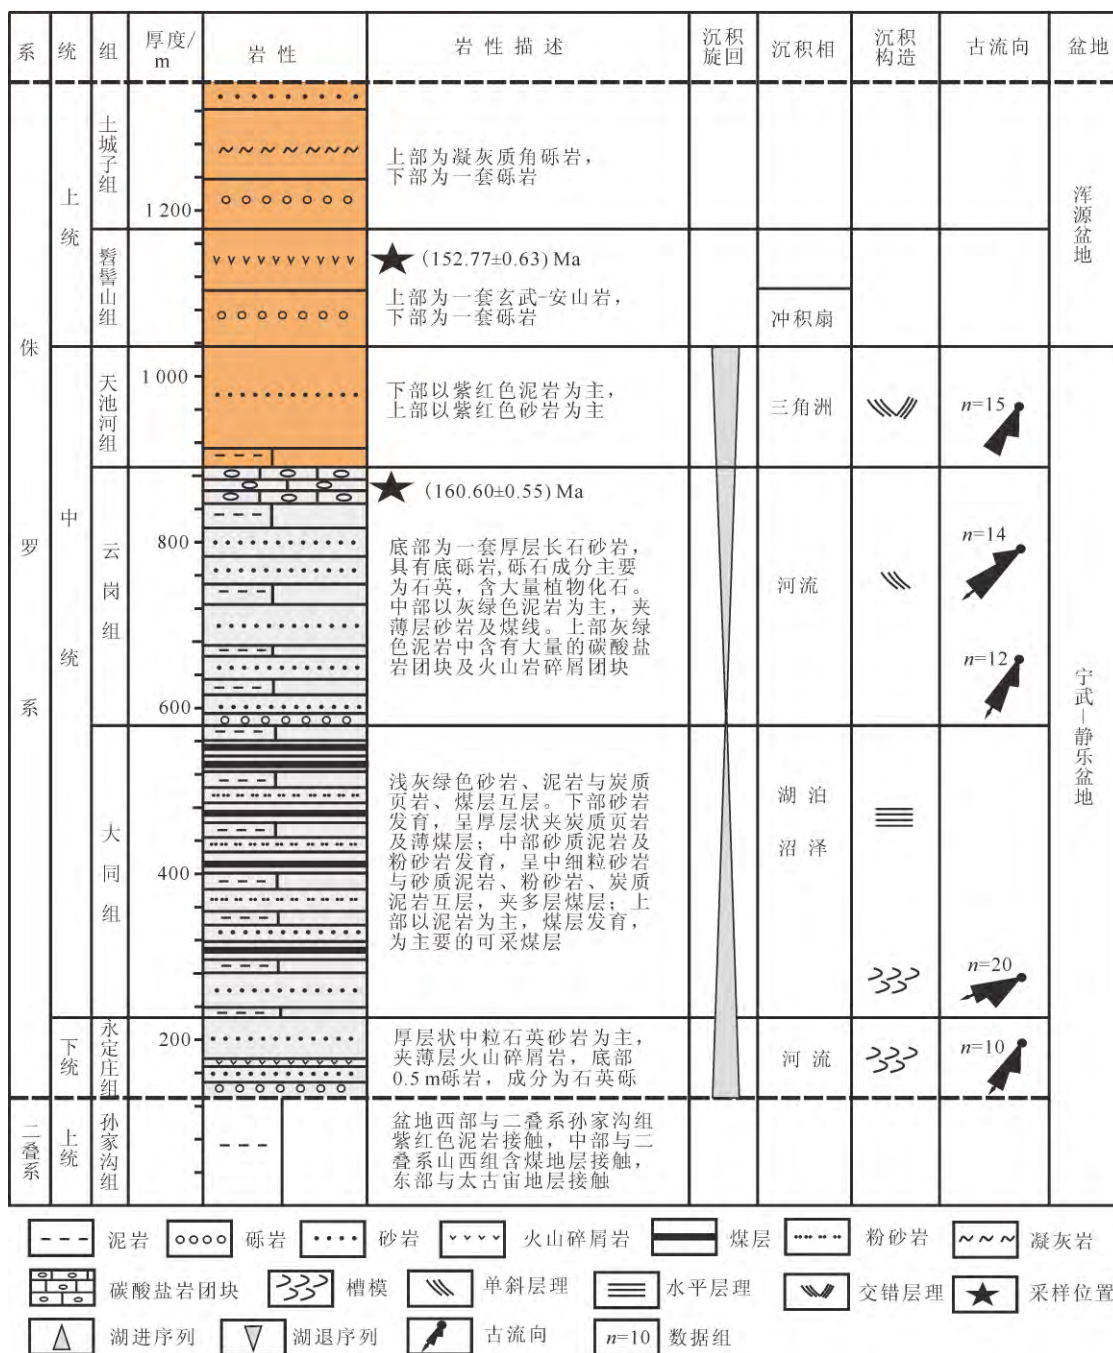 系 统 组 厚度/m 岩性 岩性描述 沉积旋回 沉积相 沉积构造 古流向 盆地
侏罗系
上统
土城子组
1 200
上部为凝灰质角砾岩，
下部为一套砾岩
浑源盆地
髫髻山组
(152.77±0.63) Ma
上部为一套玄武-安山岩，
下部为一套砾岩
冲积扇
中统
天池河组
1 000
下部以紫红色泥岩为主，
上部以紫红色砂岩为主
三角洲
n=15
宁武—静乐盆地
云岗组
800
600
(160.60±0.55) Ma
底部为一套厚层长石砂岩，
具有底砾岩,砾石成分主要
为石英，含大量植物化石。
中部以灰绿色泥岩为主，夹
薄层砂岩及煤线。上部灰绿
色泥岩中含有大量的碳酸盐
岩团块及火山岩碎屑团块
河流
n=14
n=12
大同组
400
浅灰绿色砂岩、泥岩与炭质
页岩、煤层互层。下部砂岩
发育，呈厚层状夹炭质页岩
及薄煤层；中部砂质泥岩及
粉砂岩发育，呈中细粒砂岩
与砂质泥岩、粉砂岩、炭质
泥岩互层，夹多层煤层；上
部以泥岩为主，煤层发育，
为主要的可采煤层
湖泊
沼泽
n=20
下统
永定庄组
200
厚层状中粒石英砂岩为主，
夹薄层火山碎屑岩，底部
0.5 m砾岩，成分为石英砾
河流
n=10
二叠系
上统
孙家沟组
盆地西部与二叠系孙家沟组
紫红色泥岩接触，中部与二
叠系山西组含煤地层接触，
东部与太古宙地层接触
泥岩 砾岩 砂岩 火山碎屑岩 煤层 粉砂岩 凝灰岩
碳酸盐岩团块 槽模 单斜层理 水平层理 交错层理 采样位置
湖进序列 湖退序列 古流向 n=10 数据组